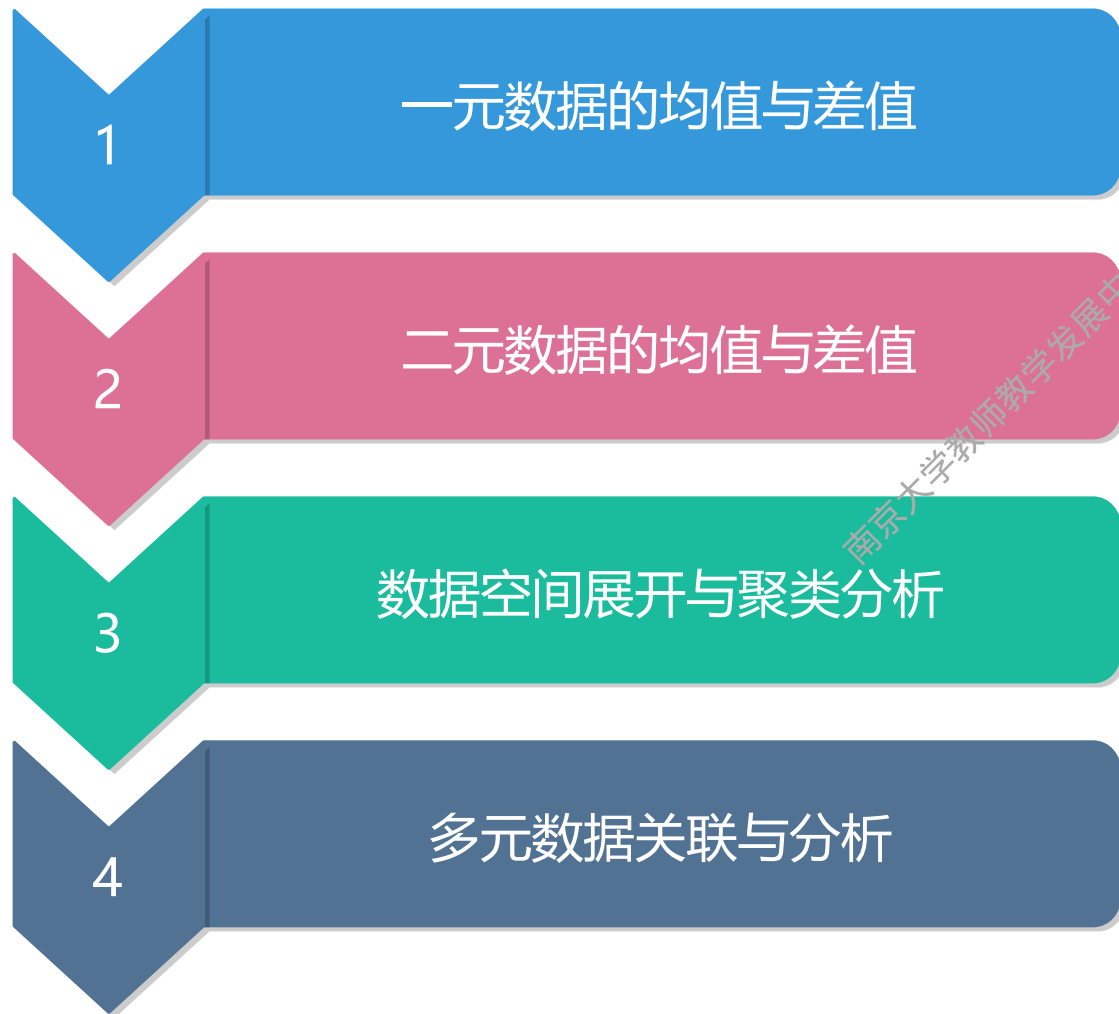 1
一元数据的均值与差值
2
二元数据的均值与差值
3
数据空间展开与聚类分析
4
多元数据关联与分析
南京大学教师教学发展中